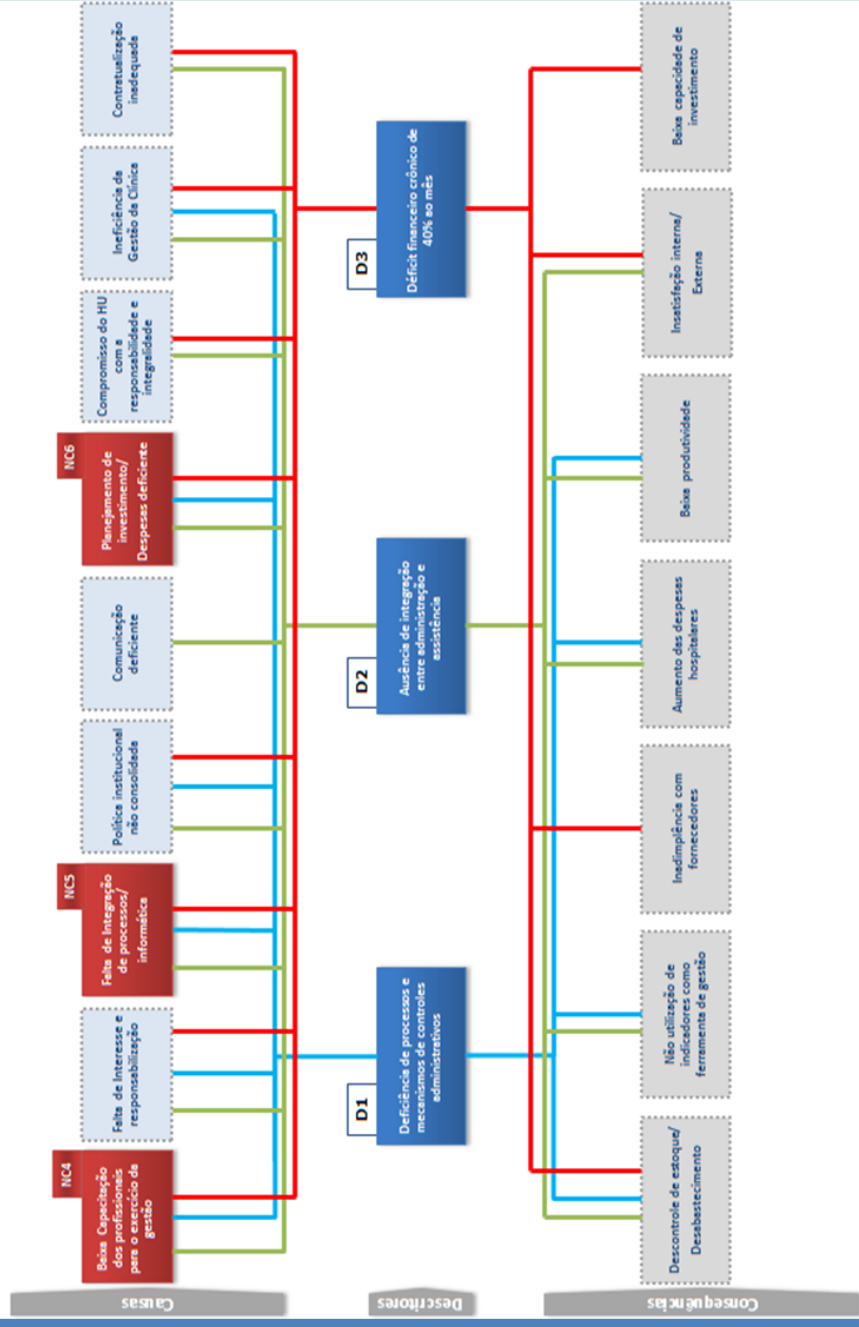 Causas
NC4
Baixa Capacitação
dos profissionais
para o exercício da
gestão
Falta de Interesse e
responsabilização
NC5
Falta de Integração
de processos/
informática
Política institucional
não consolidada
Comunicação
deficiente
NC6
Planejamento de
investimento/
Despesas deficiente
Compromisso do HU
com a
responsabilidade e
integralidade
Ineficiência da
Gestão da Clínica
Contratualização
inadequada
Descritores
D1
Deficiência de processos e
mecanismos de controles
administrativos
D2
Ausência de integração
entre administração e
assistência
D3
Déficit financeiro crônico de
40% ao mês
Consequências
Descontrole de estoque/
Desabastecimento
Não utilização de
indicadores como
ferramenta de gestão
Inadimplência com
fornecedores
Aumento das despesas
hospitalares
Baixa produtividade
Insatisfação interna/
Externa
Baixa capacidade de
investimento